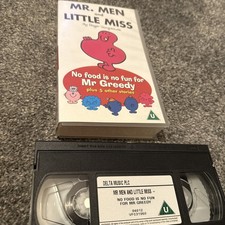 MR. MEN
and
LITTLE MISS
No food is no fun for
Mr Greedy
plus 5 other stories
U
DELTA MUSIC PLC
MR MEN AND LITTLE MISS -
NO FOOD IS NO FUN
FOR MR GREEDY
U